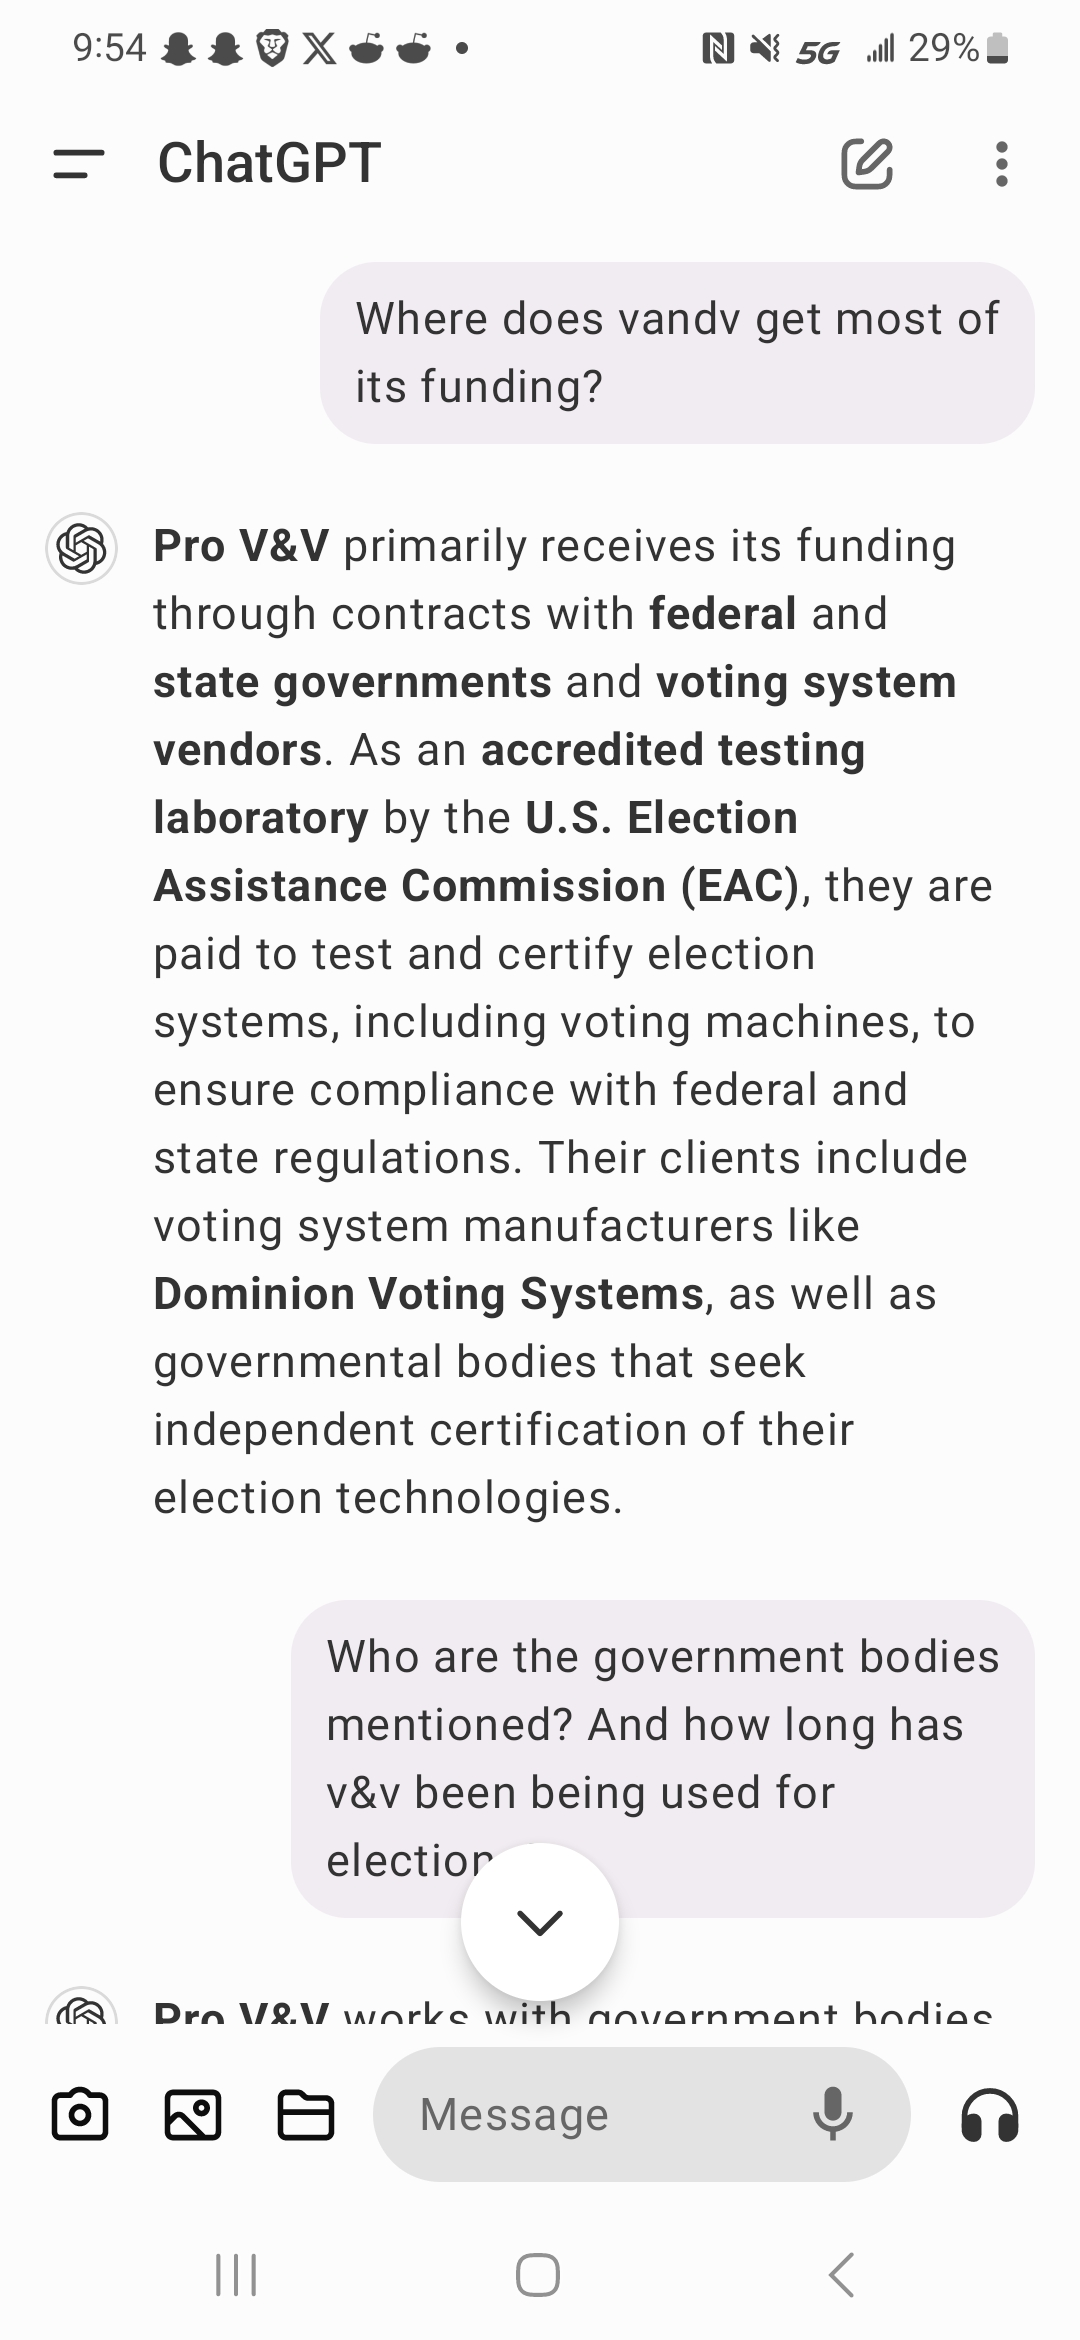 9:54
5G
29%
ChatGPT
Where does vandv get most of
its funding?
Pro V&V primarily receives its funding
through contracts with federal and
state governments and voting system
vendors. As an accredited testing
laboratory by the U.S. Election
Assistance Commission (EAC), they are
paid to test and certify election
systems, including voting machines, to
ensure compliance with federal and
state regulations. Their clients include
voting system manufacturers like
Dominion Voting Systems, as well as
governmental bodies that seek
independent certification of their
election technologies.
Who are the government bodies
mentioned? And how long has
v&v been being used for
election
Pro V&V works with government bodies
Message